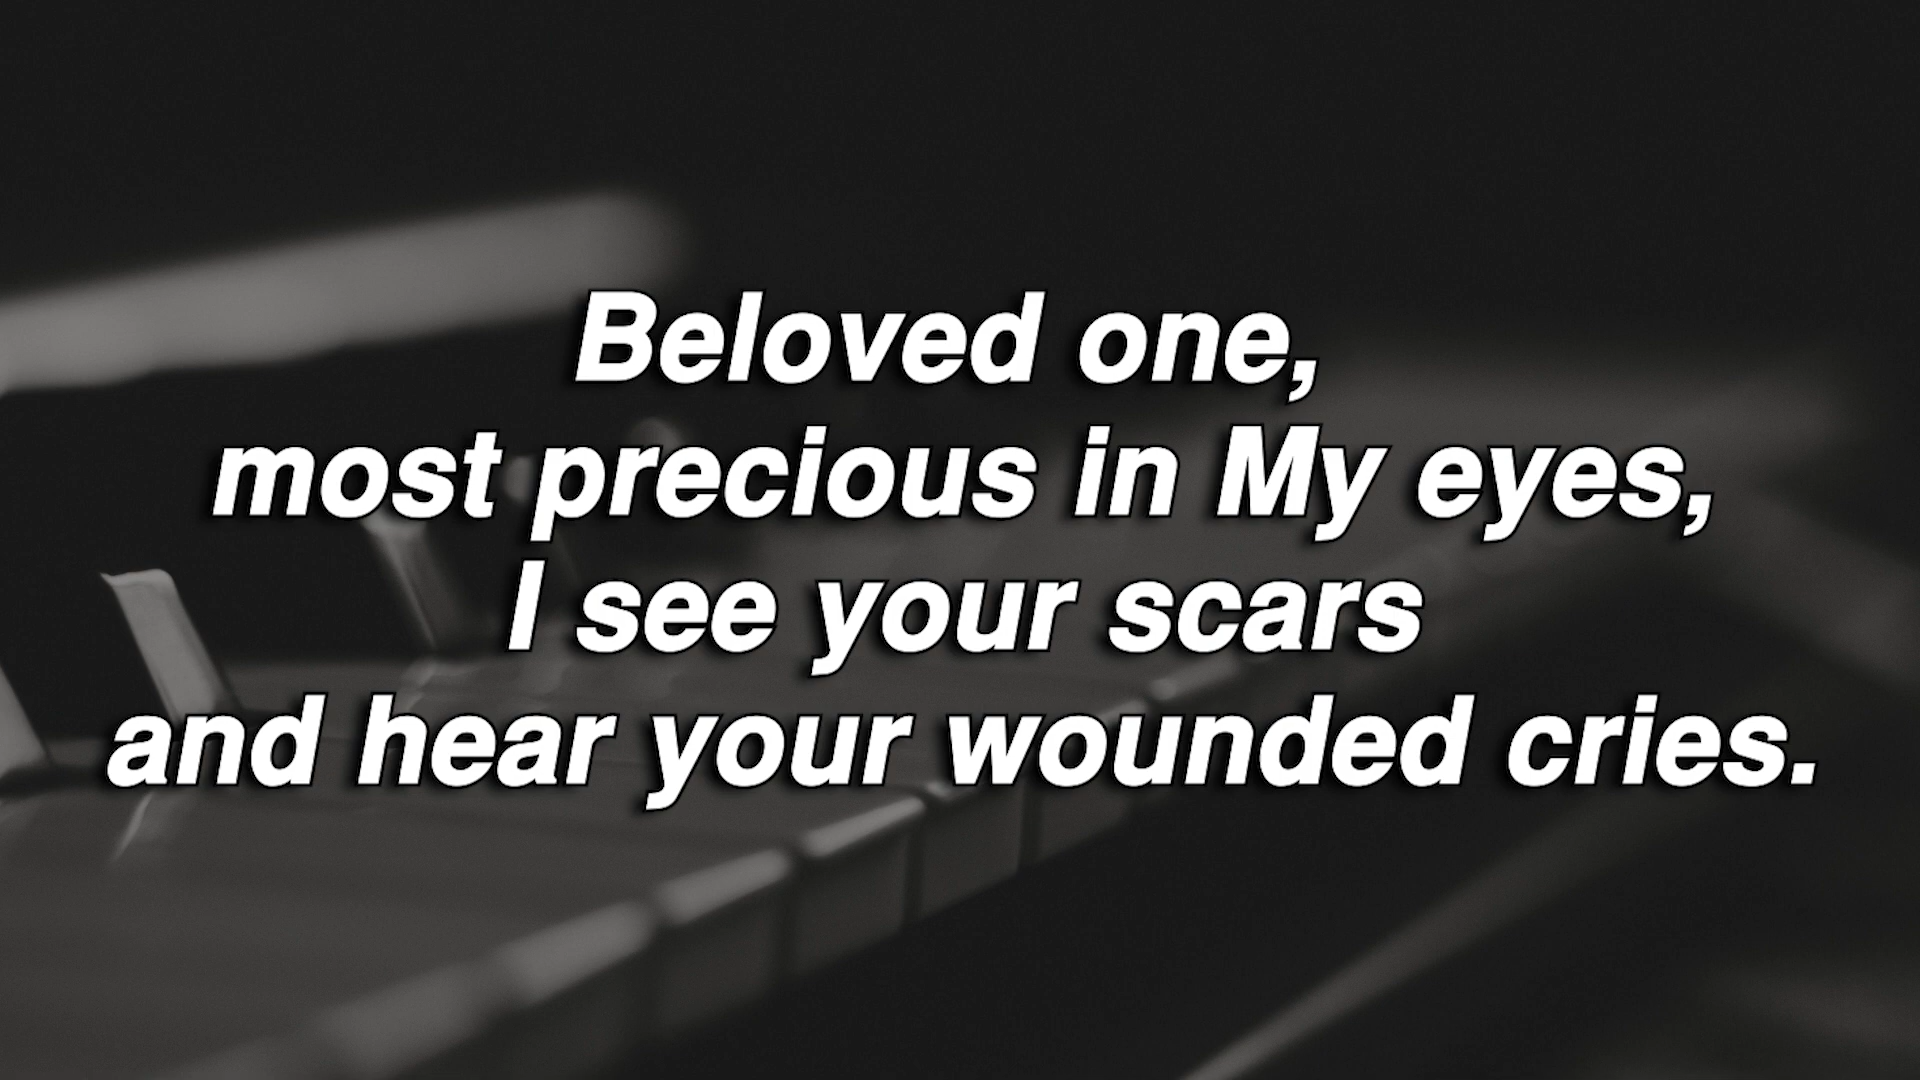 Beloved one,
most precious in My eyes,
I see your scars
and hear your wounded cries.